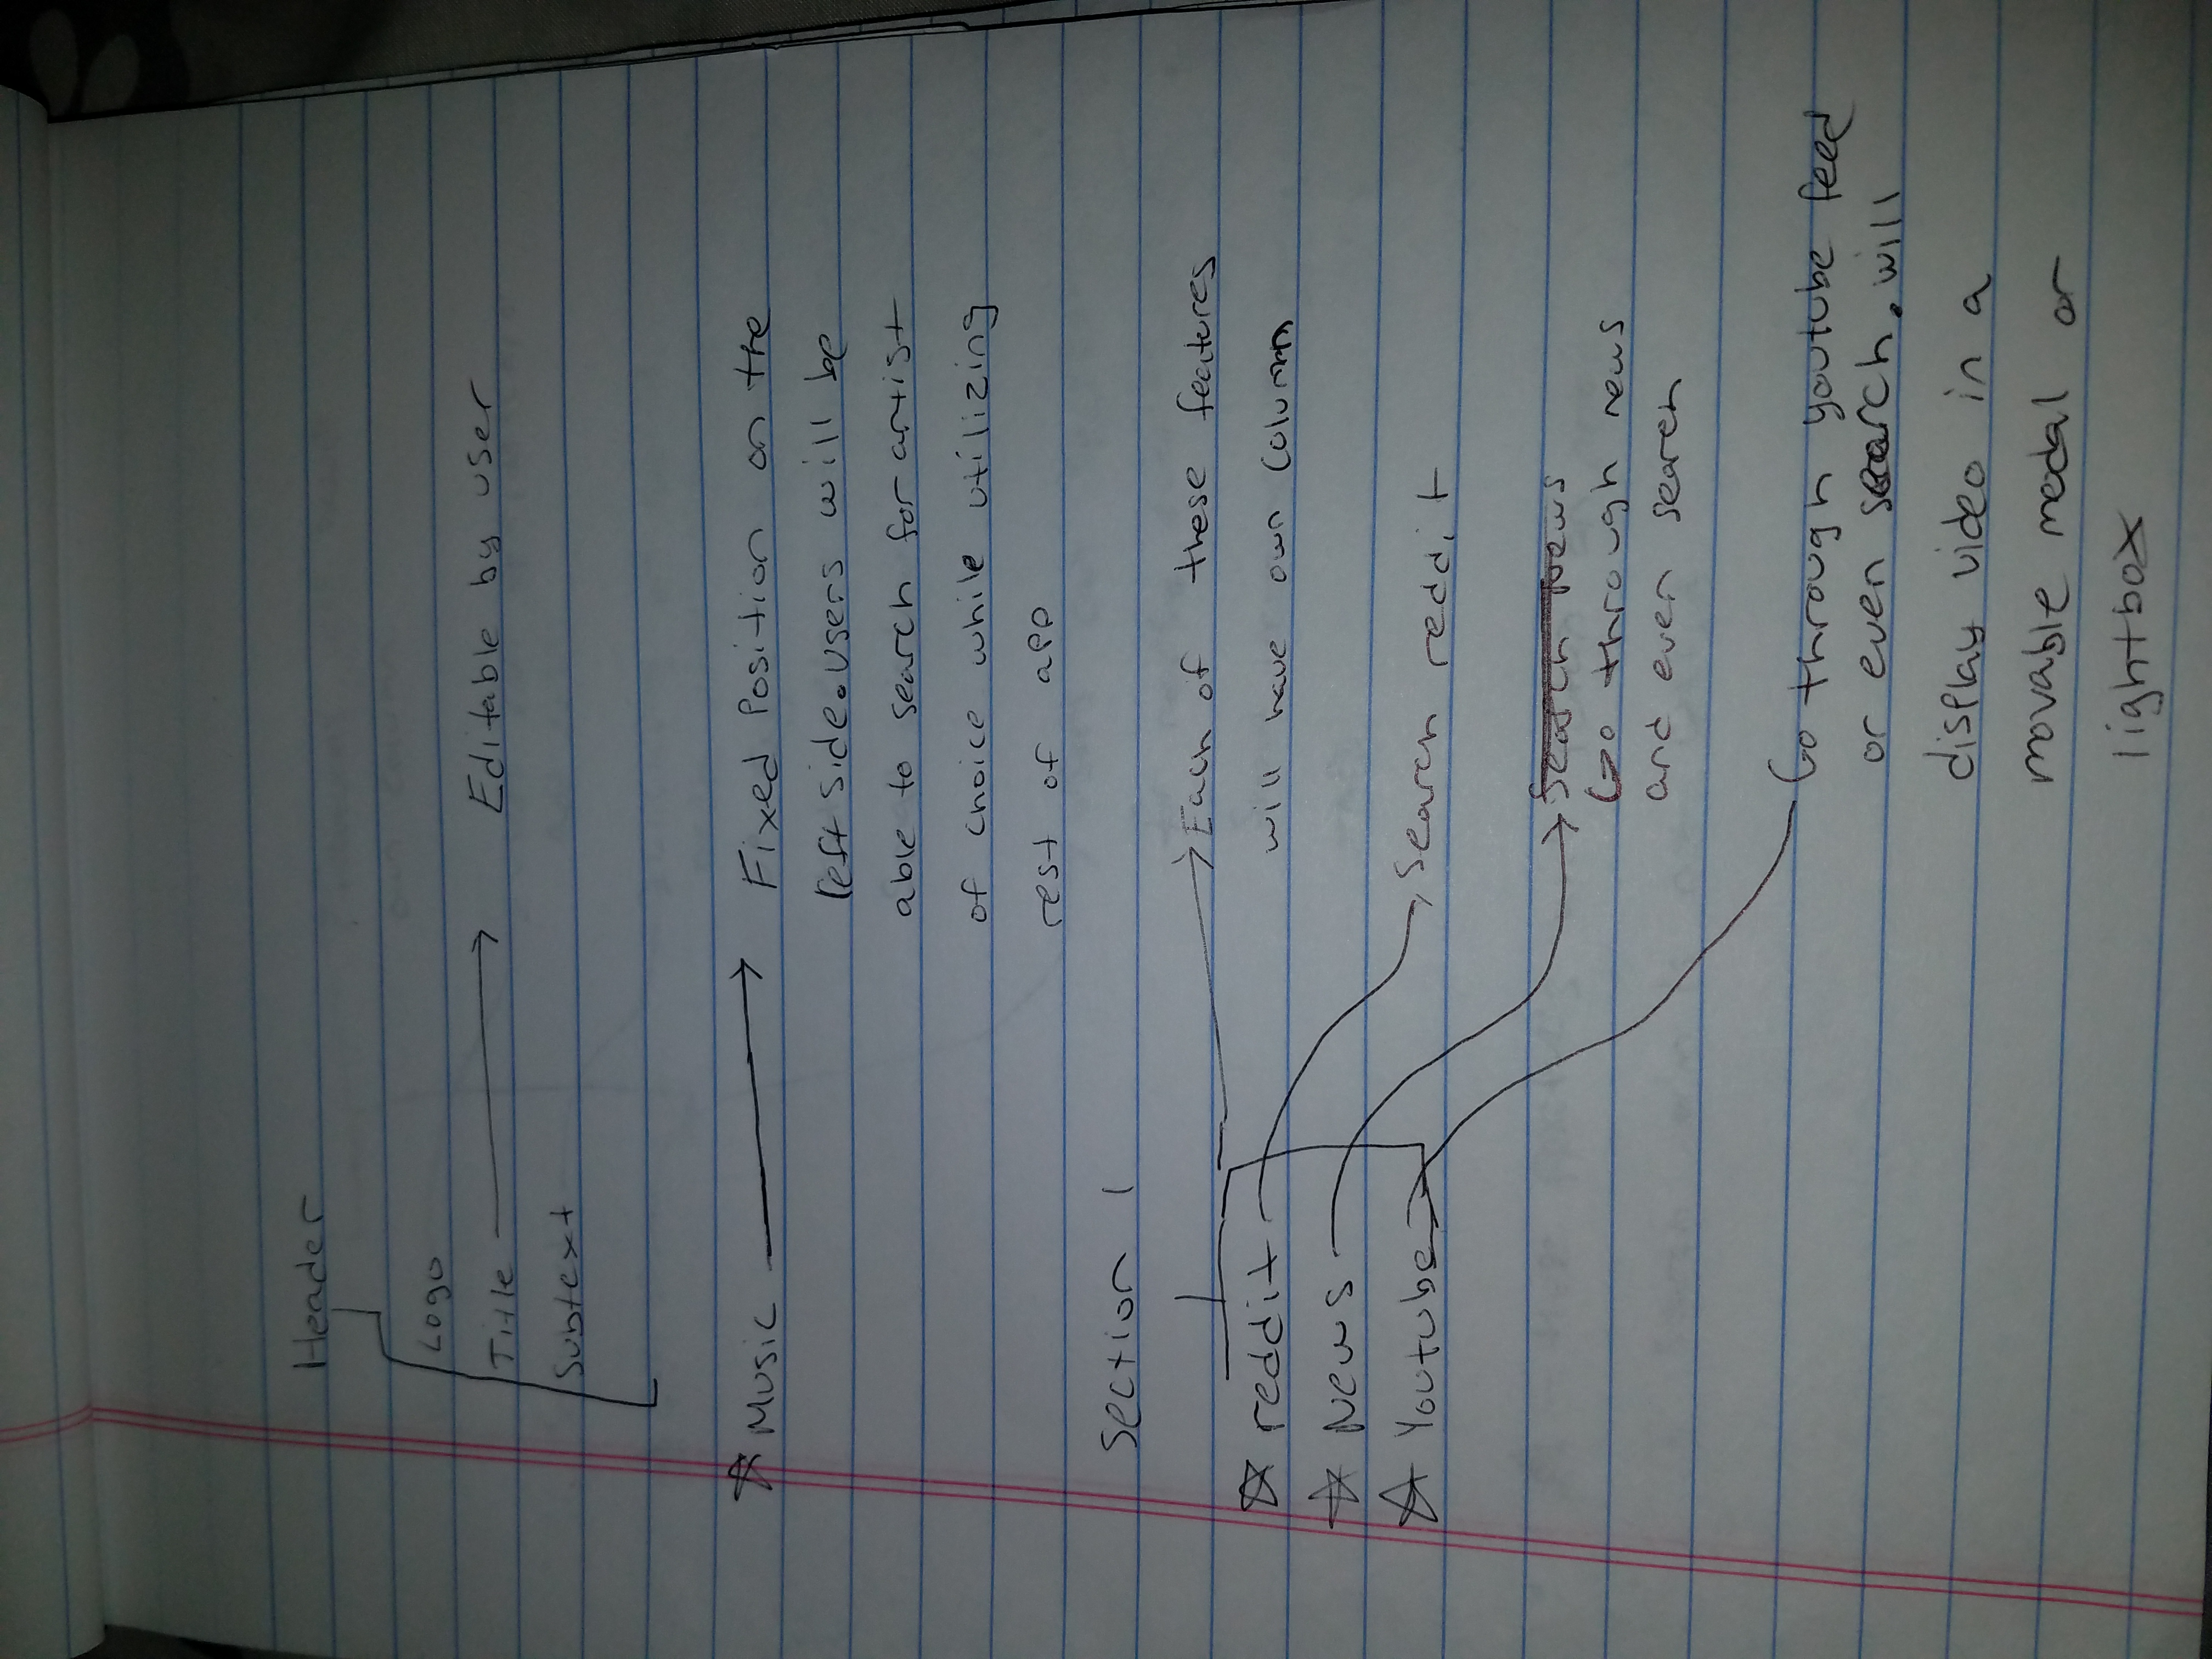 Header
Logo
Title → Editable by user
Subtext
☆ Music → Fixed Position on the
left side. users will be
able to search for artist
of choice while utilizing
rest of app
Section 1
→ Each of these features
will have own column
☆ reddit
☆ News
☆ Youtube
→ Search reddit
→ Search News
Go through news
and even search
Go through youtube feed
or even search. will
display video in a
movable modal or
lightbox